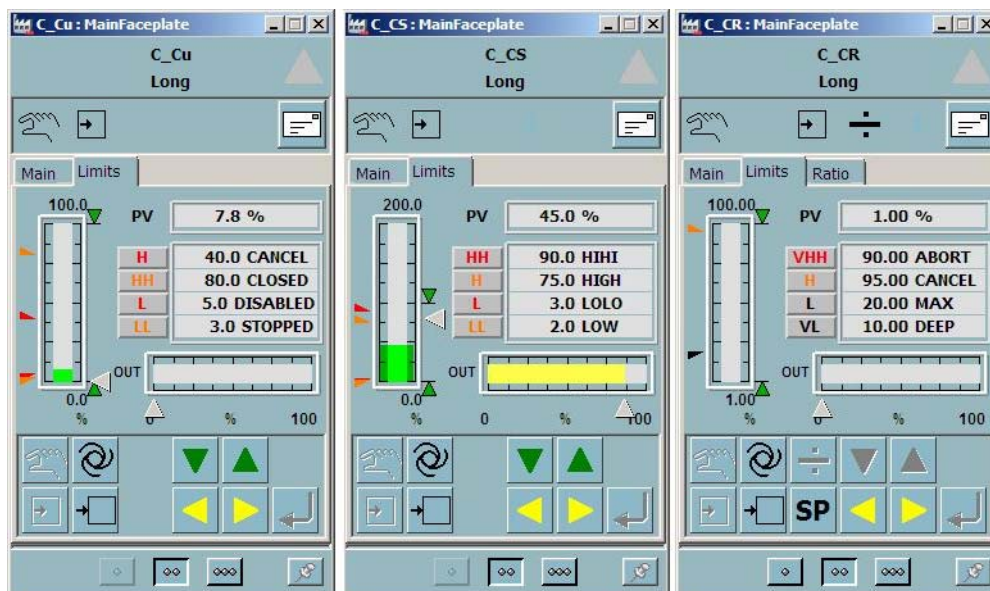 C_Cu : MainFaceplate
C_Cu
Long
Main Limits
100.0
PV 7.8 %
H 40.0 CANCEL
HH 80.0 CLOSED
L 5.0 DISABLED
LL 3.0 STOPPED
OUT
0.0
% 0 % 100
C_CS : MainFaceplate
C_CS
Long
Main Limits
200.0
PV 45.0 %
HH 90.0 HIHI
H 75.0 HIGH
L 3.0 LOLO
LL 2.0 LOW
OUT
0.0
% 0 % 100
C_CR : MainFaceplate
C_CR
Long
Main Limits Ratio
100.00
PV 1.00 %
VHH 90.00 ABORT
H 95.00 CANCEL
L 20.00 MAX
VL 10.00 DEEP
OUT
1.00
% 0 % 100
SP